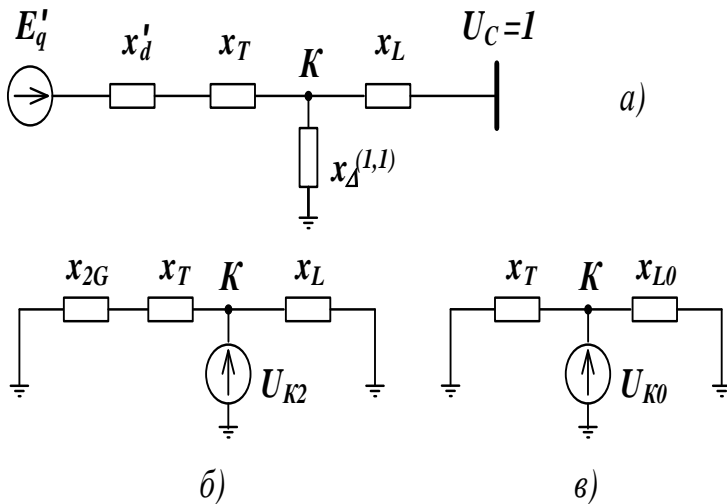 E'q x'd xT K xL UC=1
а)
xΔ(1,1)
x2G xT K xL
UK2
б)
xT K xL0
UK0
в)